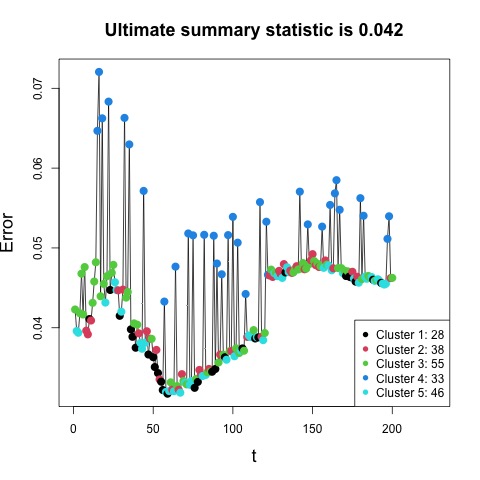 Ultimate summary statistic is 0.042
Error
0.07
0.06
0.05
0.04
Cluster 1: 28
Cluster 2: 38
Cluster 3: 55
Cluster 4: 33
Cluster 5: 46
0 50 100 150 200
t